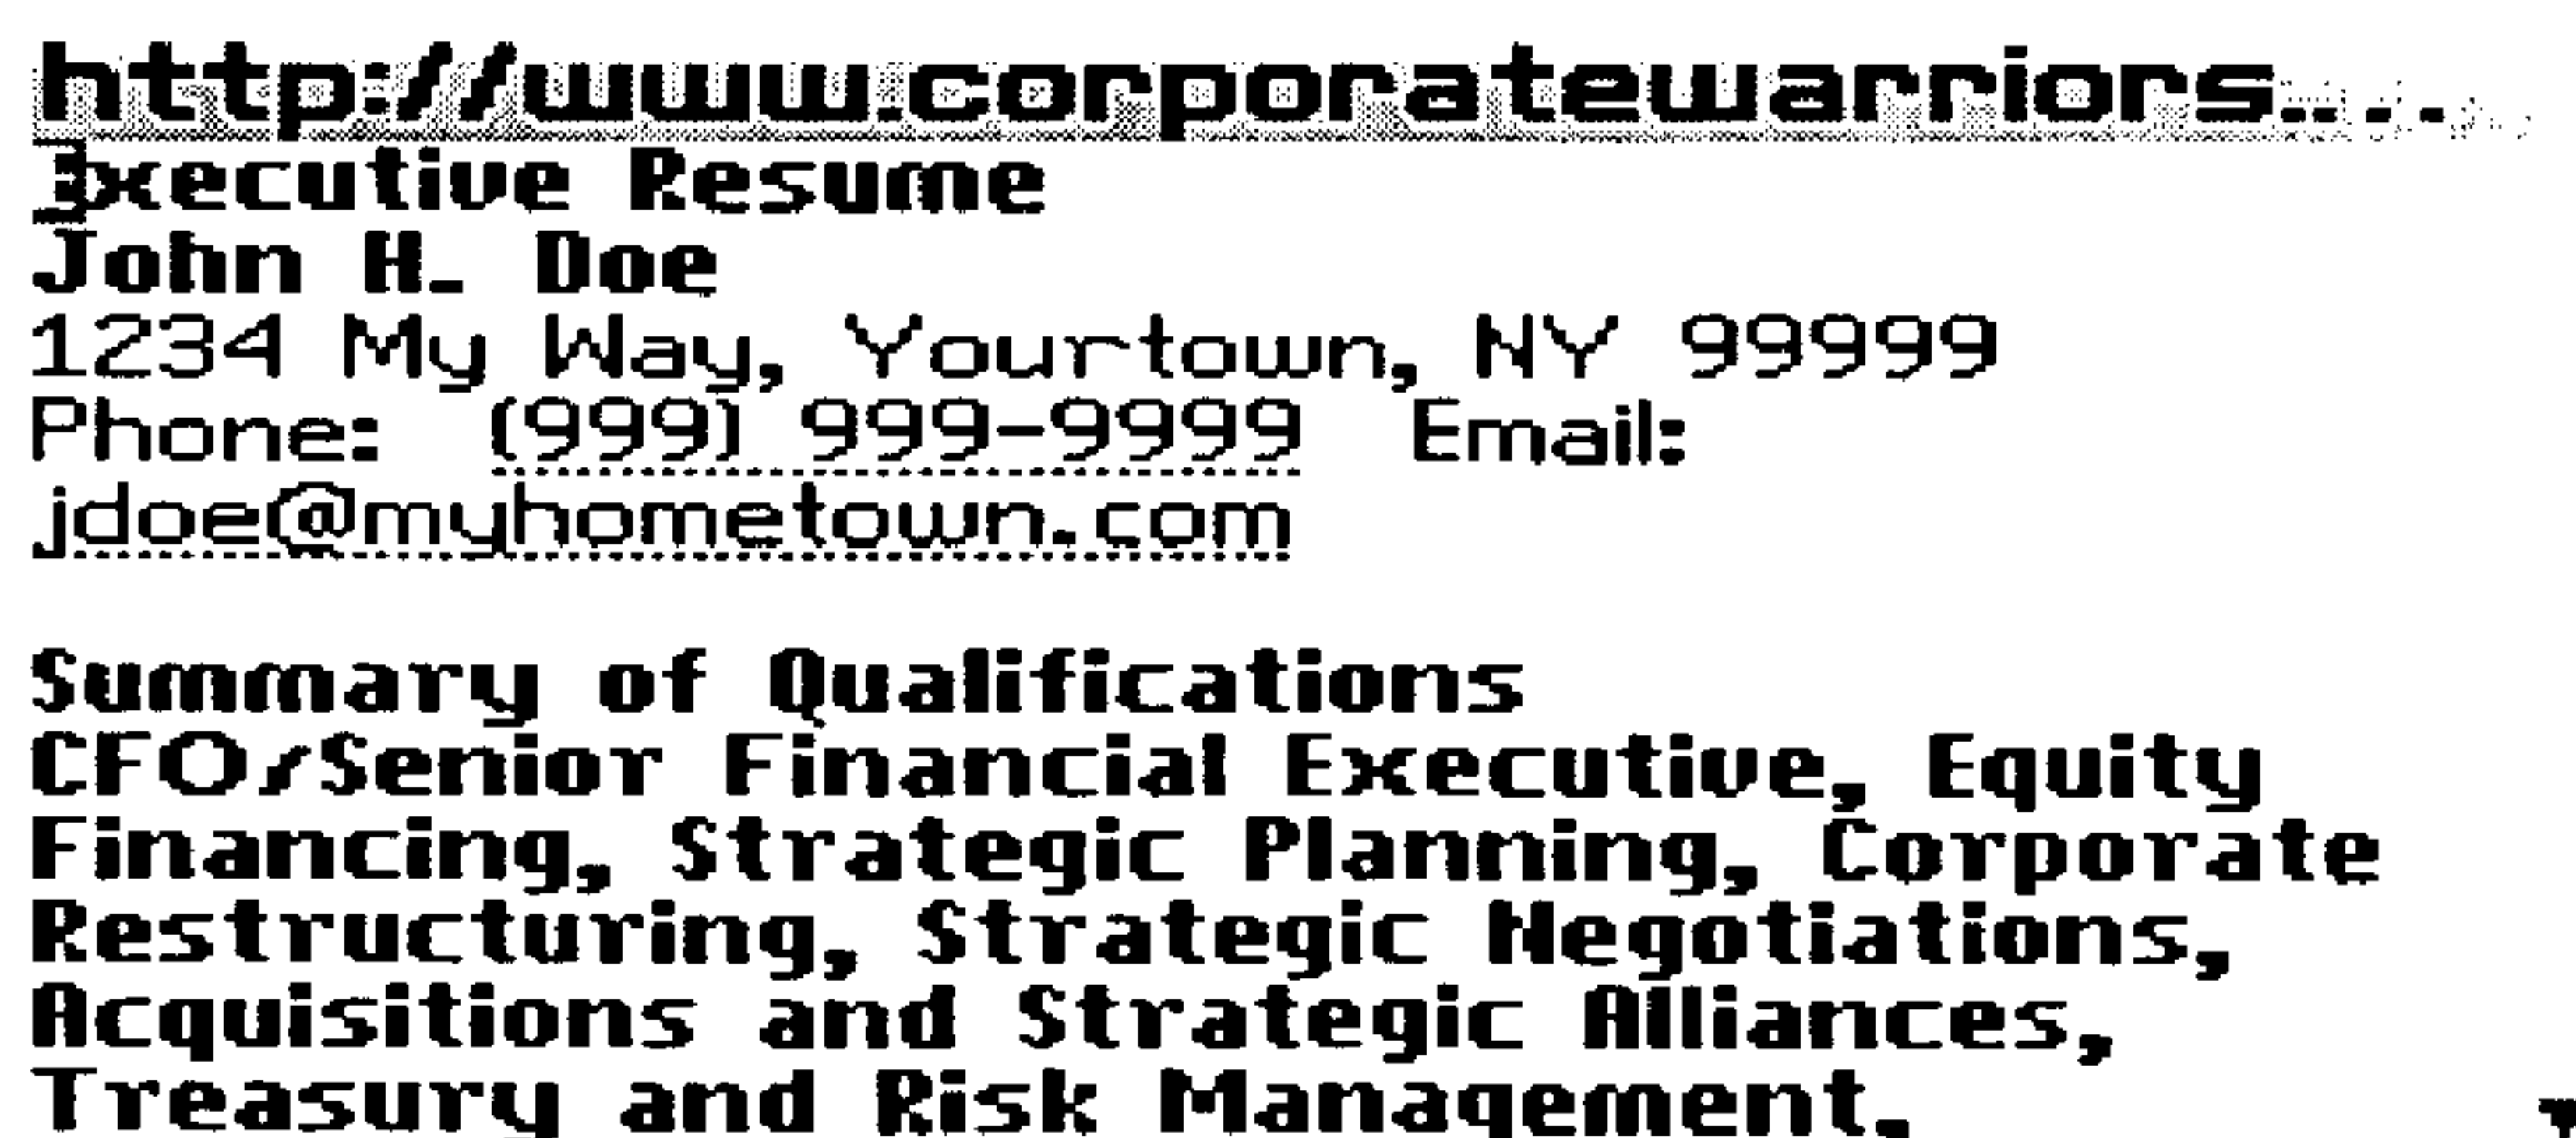 http://www.corporatewarriors....
Executive Resume
John H. Doe
1234 My Way, Yourtown, NY 99999
Phone: (999) 999-9999 Email:
jdoe@myhometown.com
Summary of Qualifications
CFO/Senior Financial Executive, Equity
Financing, Strategic Planning, Corporate
Restructuring, Strategic Negotiations,
Acquisitions and Strategic Alliances,
Treasury and Risk Management,